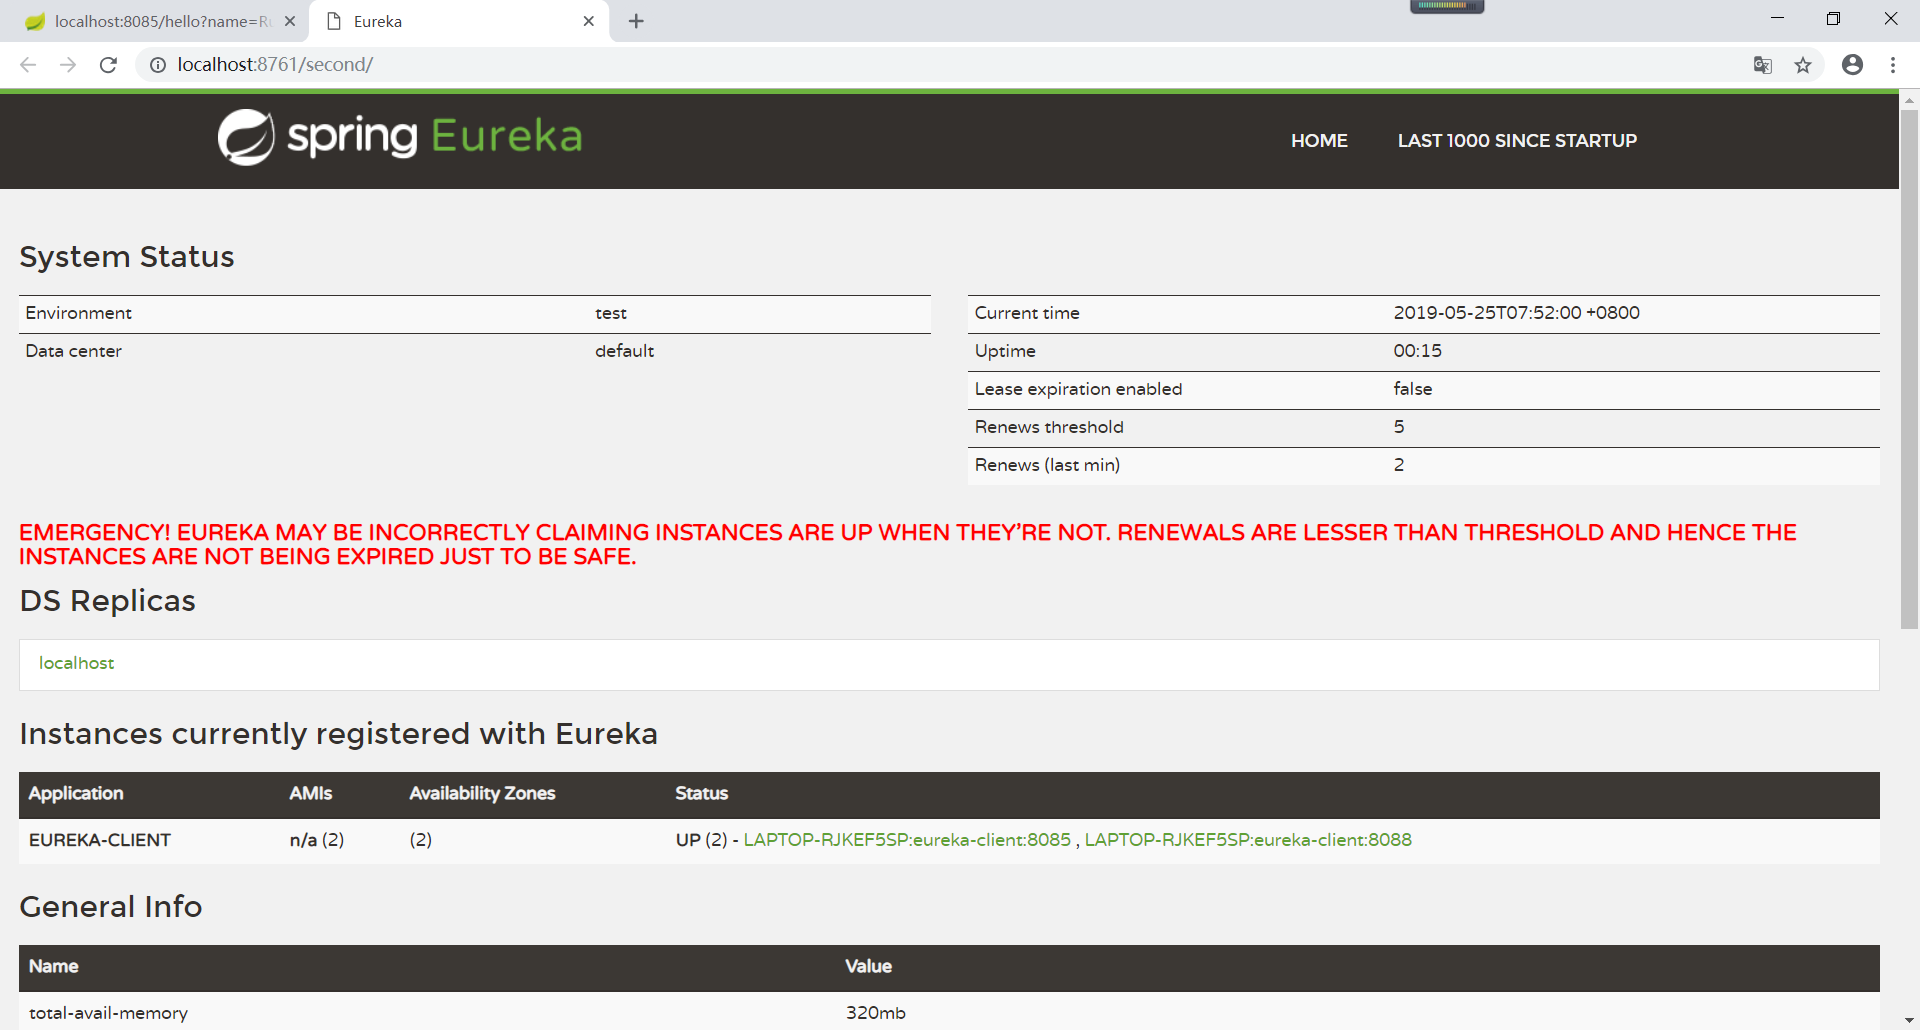 localhost:8085/hello?name=Ru
Eureka
localhost:8761/second/
spring Eureka
HOME LAST 1000 SINCE STARTUP
System Status
Environment test
Data center default
Current time 2019-05-25T07:52:00 +0800
Uptime 00:15
Lease expiration enabled false
Renews threshold 5
Renews (last min) 2
EMERGENCY! EUREKA MAY BE INCORRECTLY CLAIMING INSTANCES ARE UP WHEN THEY'RE NOT. RENEWALS ARE LESSER THAN THRESHOLD AND HENCE THE
INSTANCES ARE NOT BEING EXPIRED JUST TO BE SAFE.
DS Replicas
localhost
Instances currently registered with Eureka
Application AMIs Availability Zones Status
EUREKA-CLIENT n/a (2) (2) UP (2) - LAPTOP-RJKEF5SP:eureka-client:8085 , LAPTOP-RJKEF5SP:eureka-client:8088
General Info
Name Value
total-avail-memory 320mb